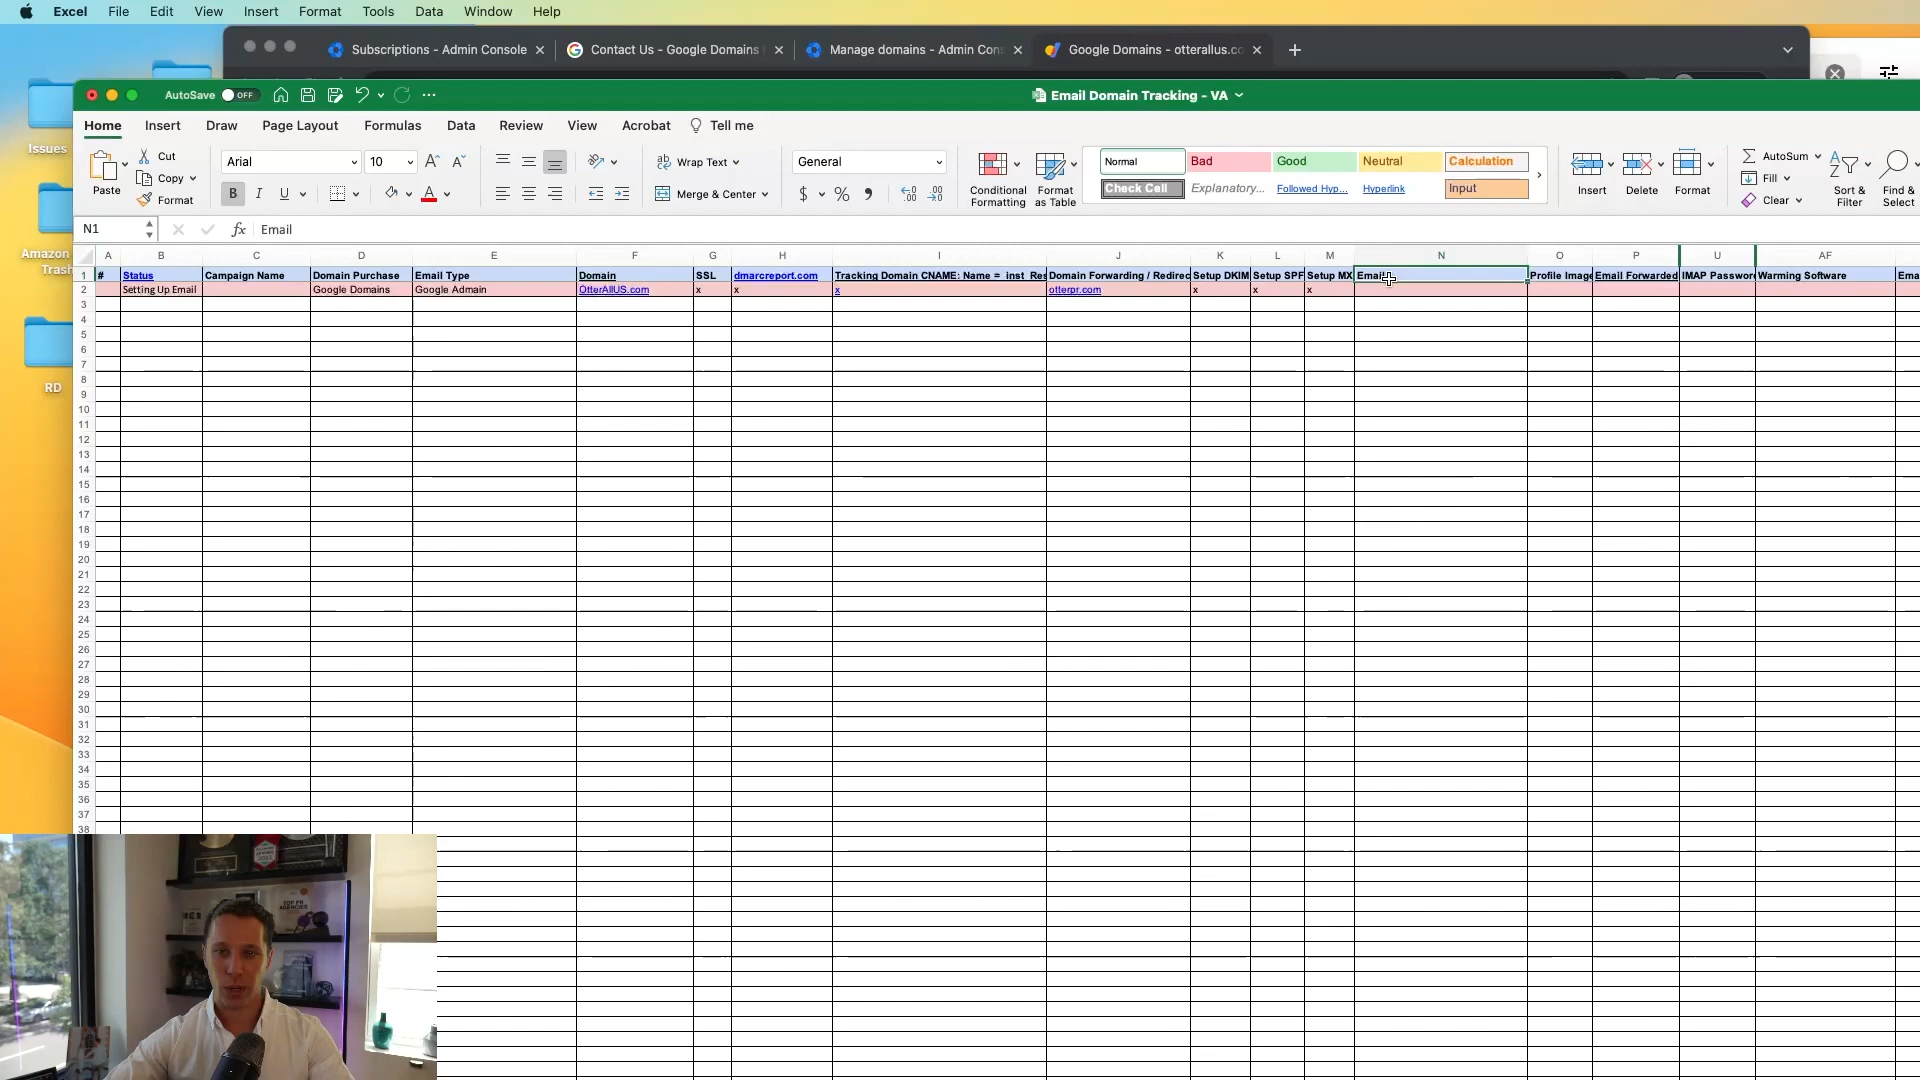 Excel File Edit View Insert Format Tools Data Window Help
Subscriptions - Admin Console
Contact Us - Google Domains
Manage domains - Admin Con
Google Domains - otterallus.co
AutoSave OFF
Email Domain Tracking - VA
Home Insert Draw Page Layout Formulas Data Review View Acrobat Tell me
Paste
Cut
Copy
Format
Arial 10
B I U
Wrap Text
Merge & Center
General
Conditional Formatting
Format as Table
Normal Bad Good Neutral Calculation
Check Cell Explanatory... Followed Hyp... Hyperlink Input
Insert Delete Format
AutoSum
Fill
Clear
Sort & Filter
Find & Select
N1 fx Email
A B C D E F G H I J K L M N O P U AF
1 # Status Campaign Name Domain Purchase Email Type Domain SSL dmarcreport.com Tracking Domain CNAME: Name = inst Res Domain Forwarding / Redirec Setup DKIM Setup SPF Setup MX Email Profile Image Email Forwarded IMAP Password Warming Software Ema
2 Setting Up Email Google Domains Google Admain OtterAllUS.com x x x otterpr.com x x x
3
4
5
6
7
8
9
10
11
12
13
14
15
16
17
18
19
20
21
22
23
24
25
26
27
28
29
30
31
32
33
34
35
36
37
38
Issues
Amazon
Trash
RD
TOP PR
AGENCIES